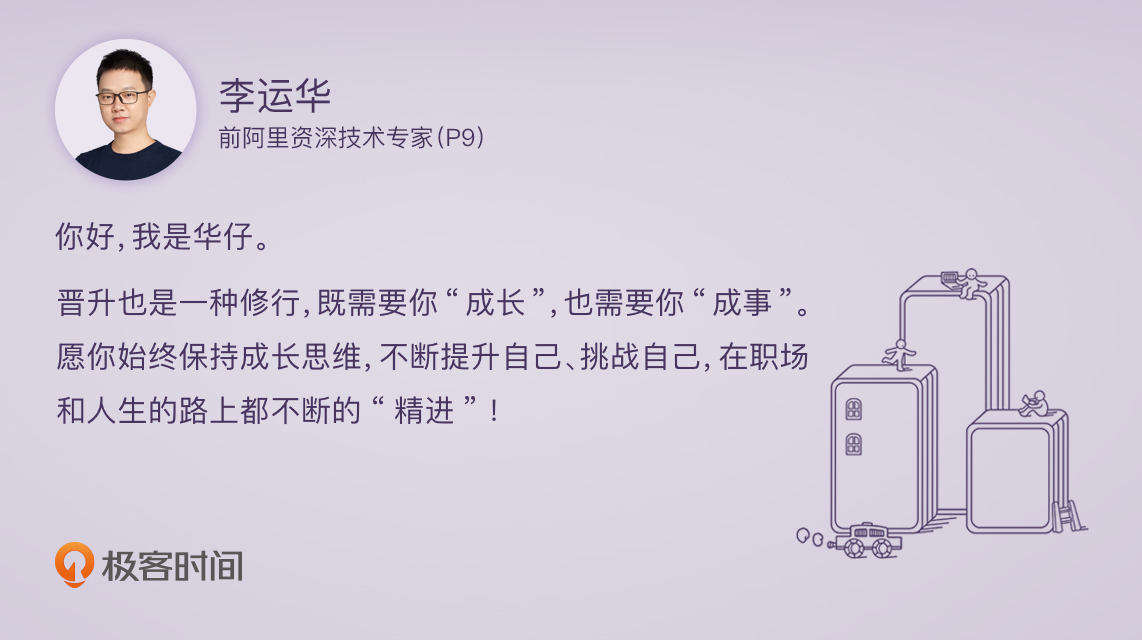 李运华
前阿里资深技术专家(P9)
你好,我是华仔。
晋升也是一种修行,既需要你“成长”,也需要你“成事”。
愿你始终保持成长思维,不断提升自己、挑战自己,在职场
和人生的路上都不断的“精进”!
极客时间